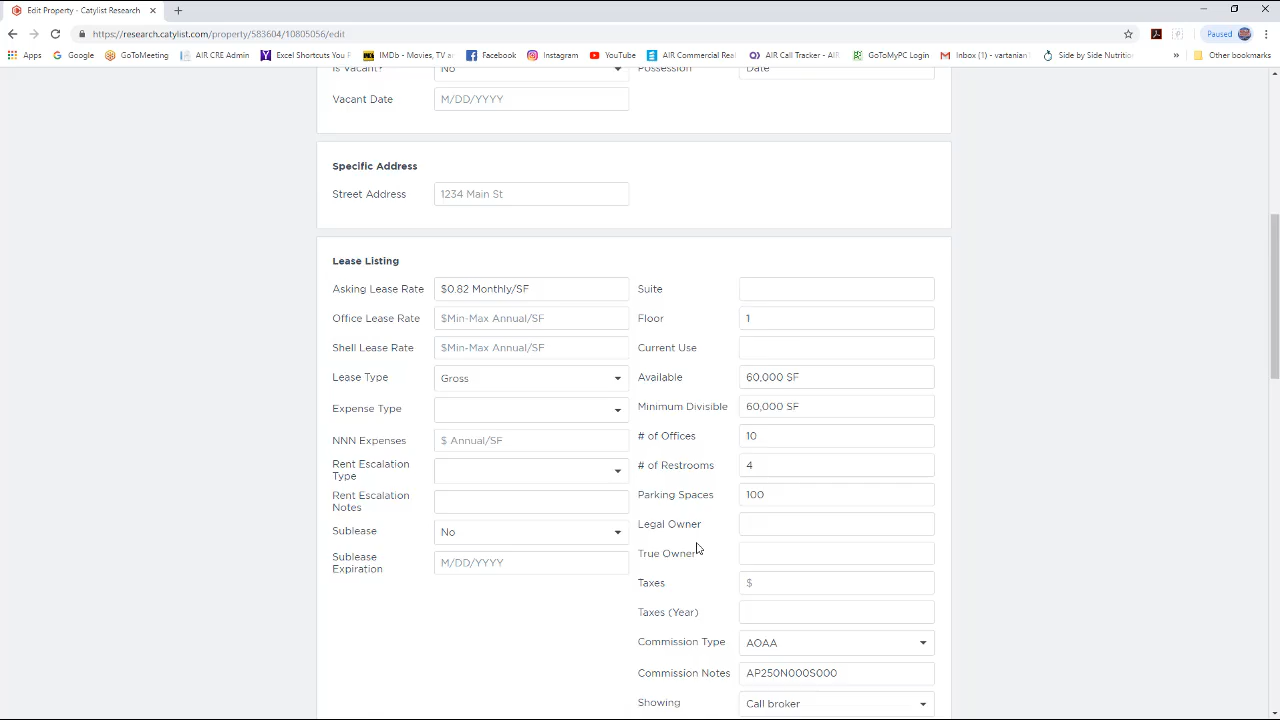 Edit Property - Catylist Research
https://research.catylist.com/property/583604/10805056/edit
Paused
Apps
Google
GoToMeeting
AIR CRE Admin
Excel Shortcuts You F
IMDb - Movies, TV ar
Facebook
Instagram
YouTube
AIR Commercial Real
AIR Call Tracker - AIR
GoToMyPC Login
Inbox (1) - vartanian
Side by Side Nutritio
»
Other bookmarks
Is Vacant?
No
Possession
Date
Vacant Date
M/DD/YYYY
Specific Address
Street Address
1234 Main St
Lease Listing
Asking Lease Rate
$0.82 Monthly/SF
Suite
Office Lease Rate
$Min-Max Annual/SF
Floor
1
Shell Lease Rate
$Min-Max Annual/SF
Current Use
Lease Type
Gross
Available
60,000 SF
Expense Type
Minimum Divisible
60,000 SF
NNN Expenses
$ Annual/SF
# of Offices
10
Rent Escalation
Type
# of Restrooms
4
Rent Escalation
Notes
Parking Spaces
100
Sublease
No
Legal Owner
Sublease
Expiration
M/DD/YYYY
True Owner
Taxes
$
Taxes (Year)
Commission Type
AOAA
Commission Notes
AP250N000S000
Showing
Call broker